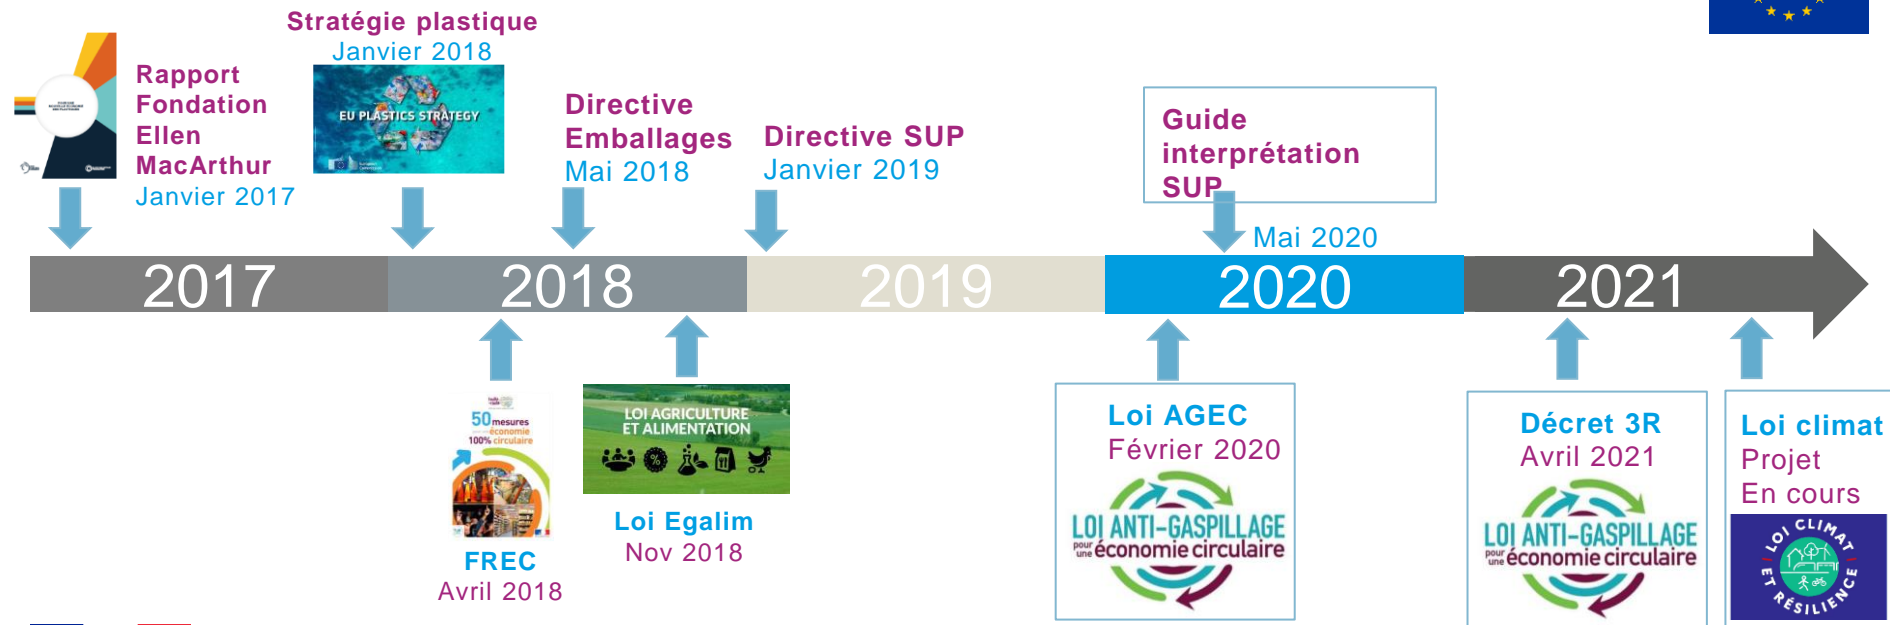 Stratégie plastique
Janvier 2018
EU PLASTICS STRATEGY
Rapport
Fondation
Ellen
MacArthur
Janvier 2017
Directive
Emballages
Mai 2018
Directive SUP
Janvier 2019
Guide
interprétation
SUP
Mai 2020
2017
2018
2019
2020
2021
50 mesures
économie
100% circulaire
FREC
Avril 2018
LOI AGRICULTURE
ET ALIMENTATION
Loi Egalim
Nov 2018
Loi AGEC
Février 2020
LOI ANTI-GASPILLAGE
pour une économie circulaire
Décret 3R
Avril 2021
LOI ANTI-GASPILLAGE
pour une économie circulaire
Loi climat
Projet
En cours
LOI CLIMAT
ET RÉSILIENCE